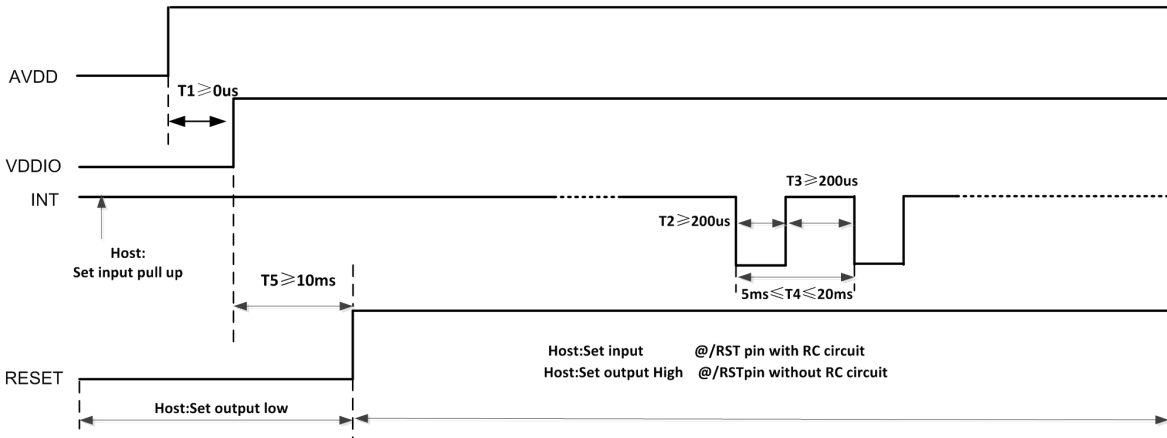 AVDD
T1≥0us
VDDIO
INT
T3≥200us
T2≥200us
Host:
Set input pull up
T5≥10ms
5ms≤T4≤20ms
Host:Set input @/RST pin with RC circuit
Host:Set output High @/RSTpin without RC circuit
RESET
Host:Set output low